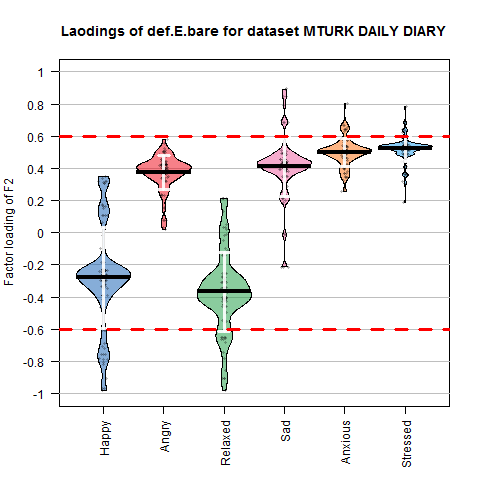 Laodings of def.E.bare for dataset MTURK DAILY DIARY
Factor loading of F2
1
0.8
0.6
0.4
0.2
0
-0.2
-0.4
-0.6
-0.8
-1
Happy
Angry
Relaxed
Sad
Anxious
Stressed